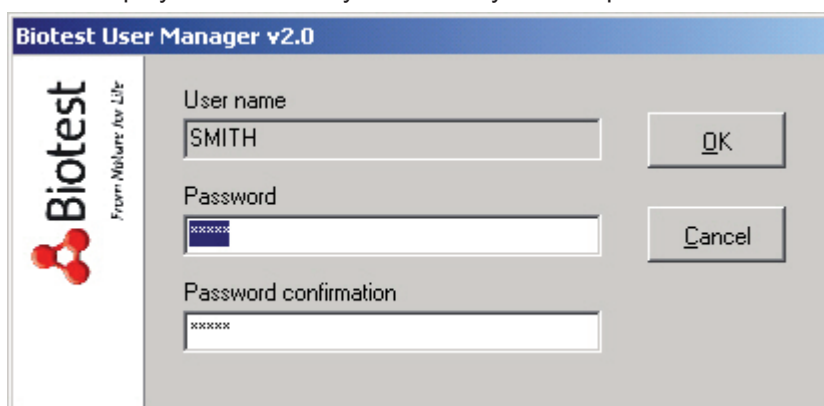 Biotest User Manager v2.0
Biotest
From Nature for Life
User name
SMITH
OK
Password
*****
Cancel
Password confirmation
*****